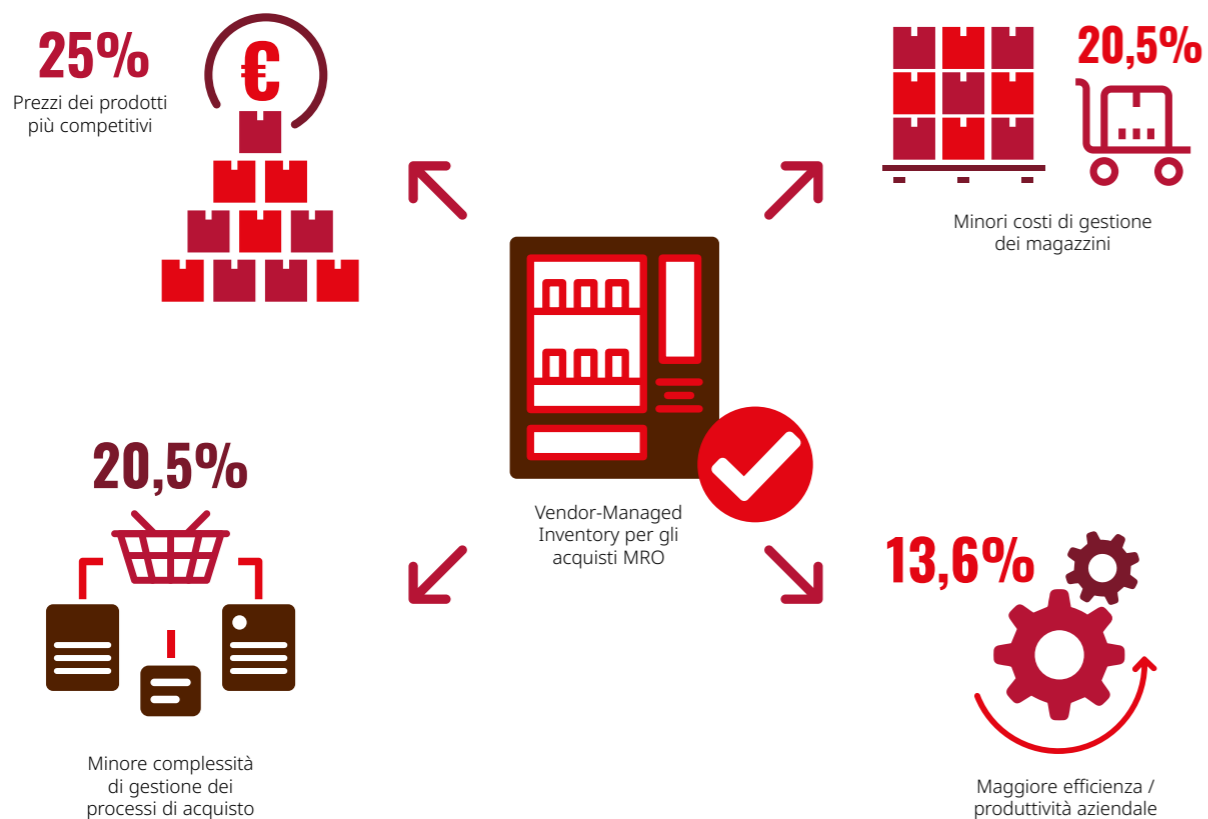 25%
Prezzi dei prodotti
più competitivi
€
20,5%
Minori costi di gestione
dei magazzini
Vendor-Managed
Inventory per gli
acquisti MRO
20,5%
Minore complessità
di gestione dei
processi di acquisto
13,6%
Maggiore efficienza /
produttività aziendale